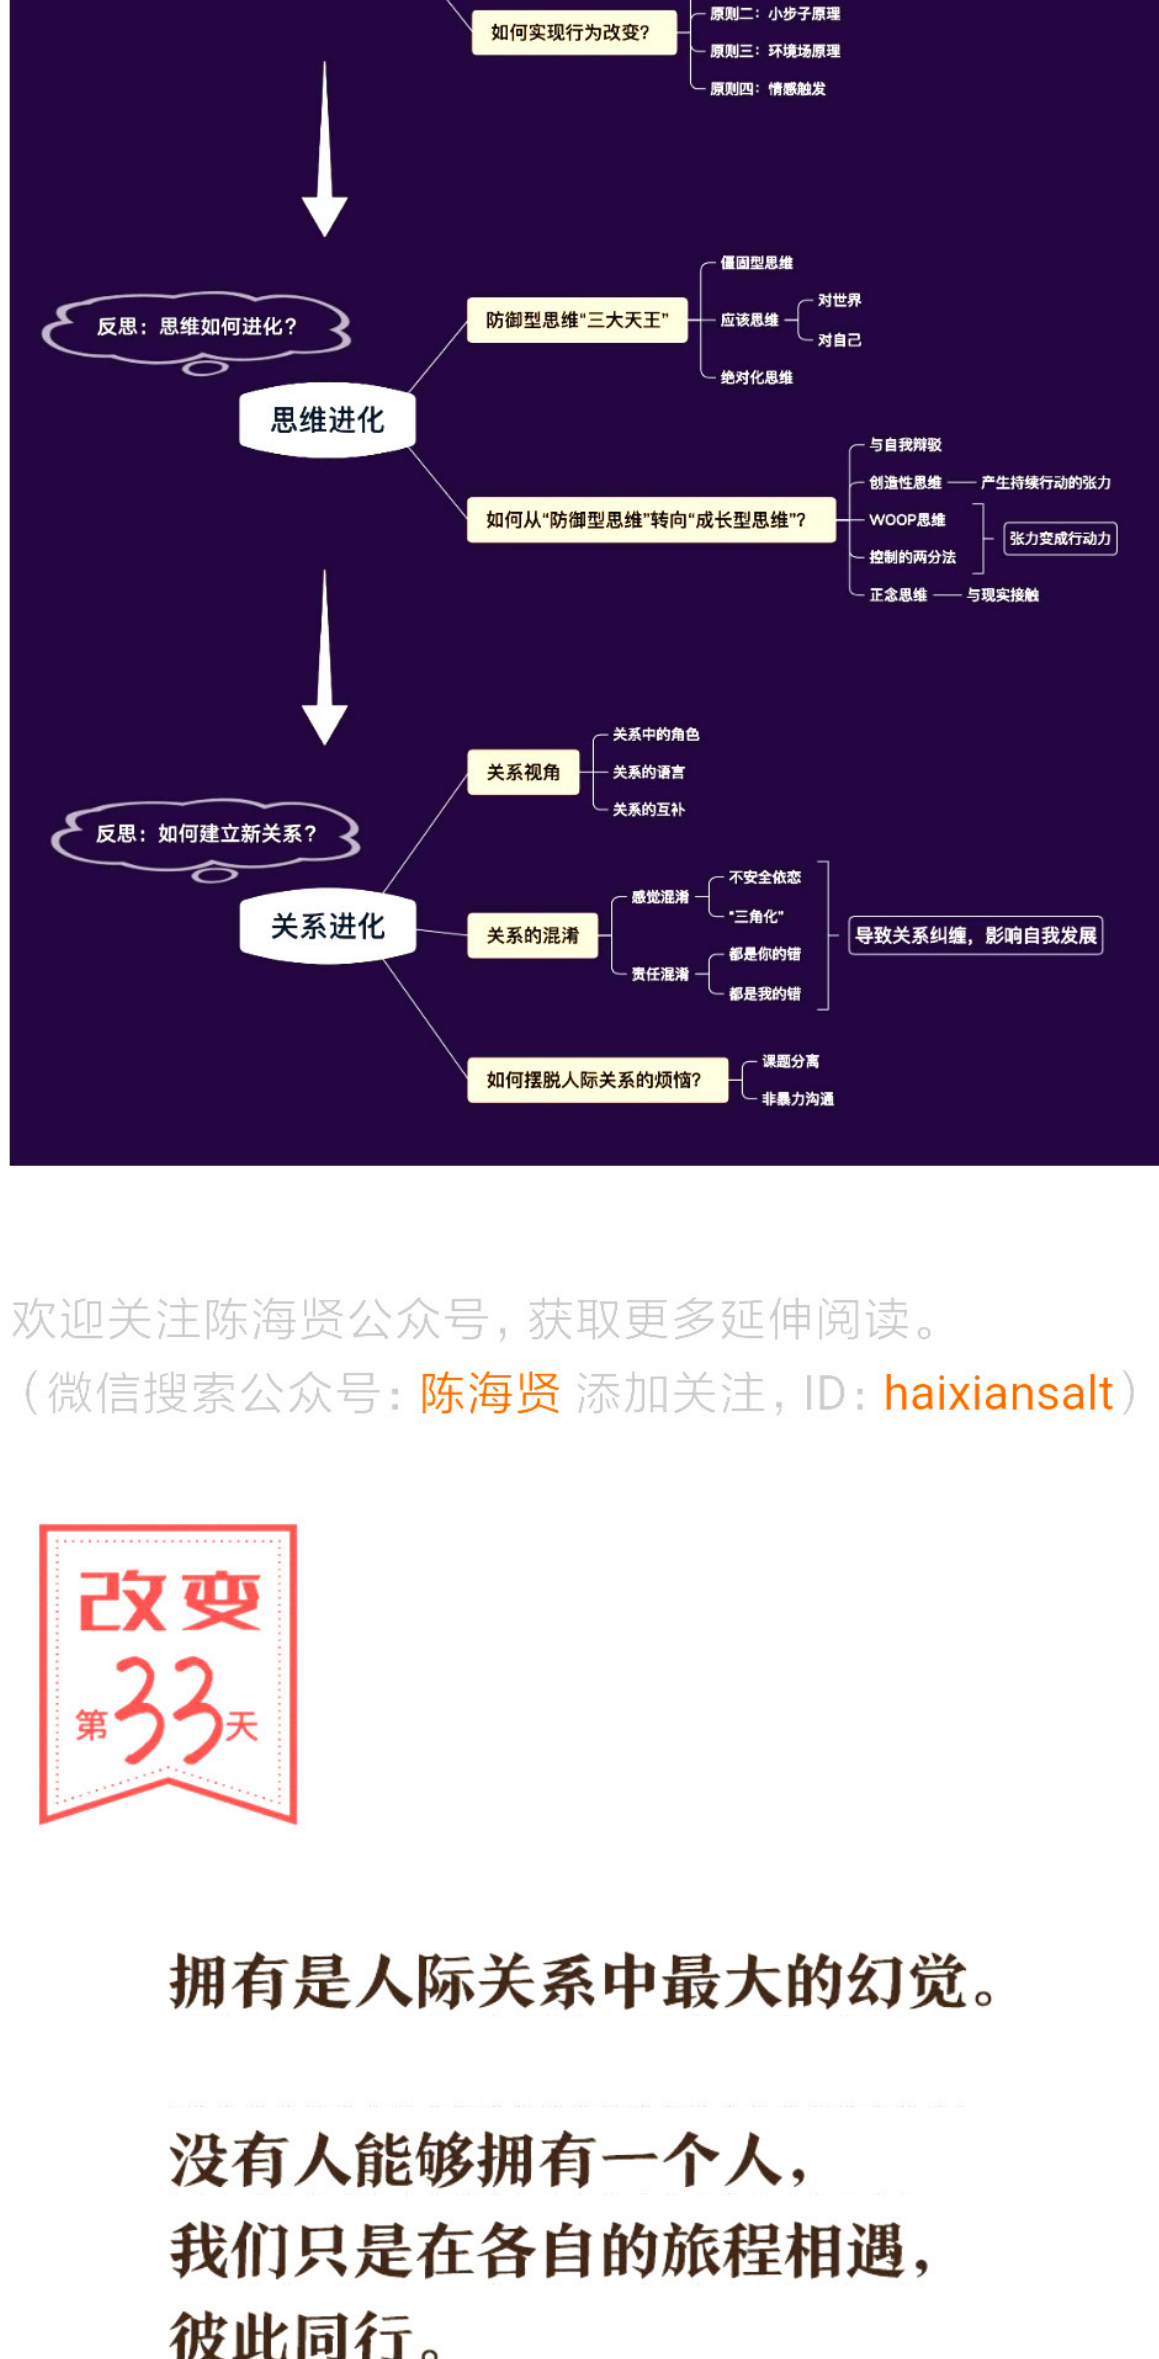 原则二：小步子原理
如何实现行为改变？
原则三：环境场原理
原则四：情感触发
僵固型思维
对世界
反思：思维如何进化？
防御型思维“三大天王”
应该思维
对自己
绝对化思维
思维进化
与自我辩驳
创造性思维
产生持续行动的张力
如何从“防御型思维”转向“成长型思维”？
WOOP思维
张力变成行动力
控制的两分法
正念思维
与现实接触
关系中的角色
关系视角
关系的语言
关系的互补
反思：如何建立新关系？
不安全依恋
感觉混淆
“三角化”
关系进化
关系的混淆
导致关系纠缠，影响自我发展
都是你的错
责任混淆
都是我的错
课题分离
如何摆脱人际关系的烦恼？
非暴力沟通
欢迎关注陈海贤公众号，获取更多延伸阅读。
（微信搜索公众号：陈海贤 添加关注，ID：haixiansalt）
改变
第33天
拥有是人际关系中最大的幻觉。
没有人能够拥有一个人，
我们只是在各自的旅程相遇，
彼此同行。